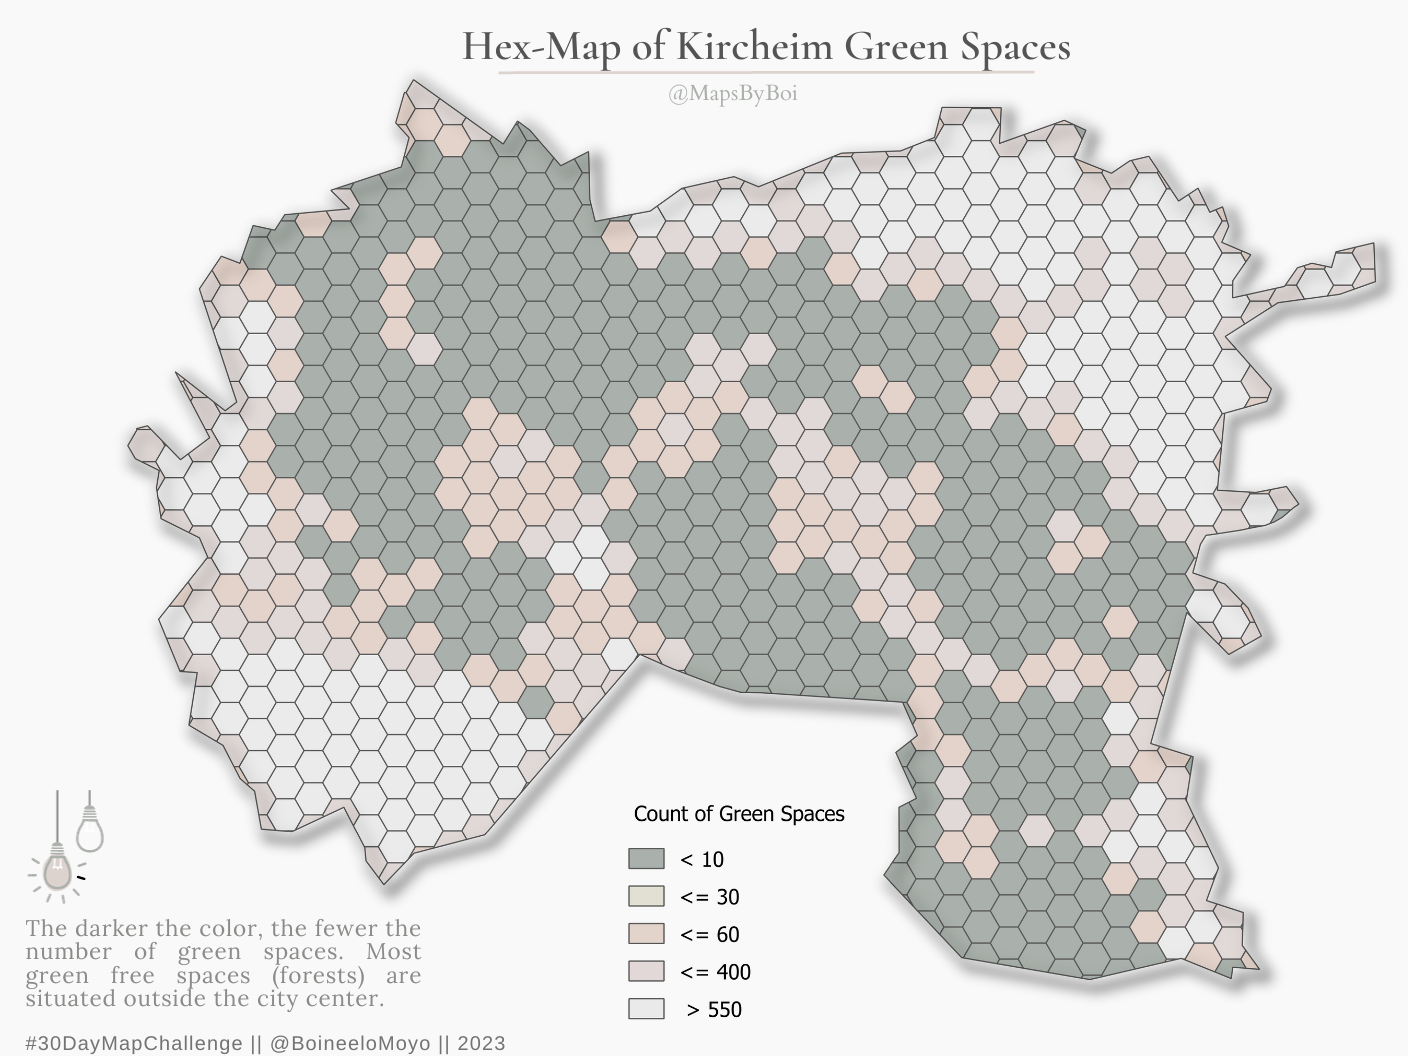 Hex-Map of Kircheim Green Spaces
@MapsByBoi
Count of Green Spaces
< 10
<= 30
<= 60
<= 400
> 550
The darker the color, the fewer the
number of green spaces. Most
green free spaces (forests) are
situated outside the city center.
#30DayMapChallenge || @BoineeloMoyo || 2023